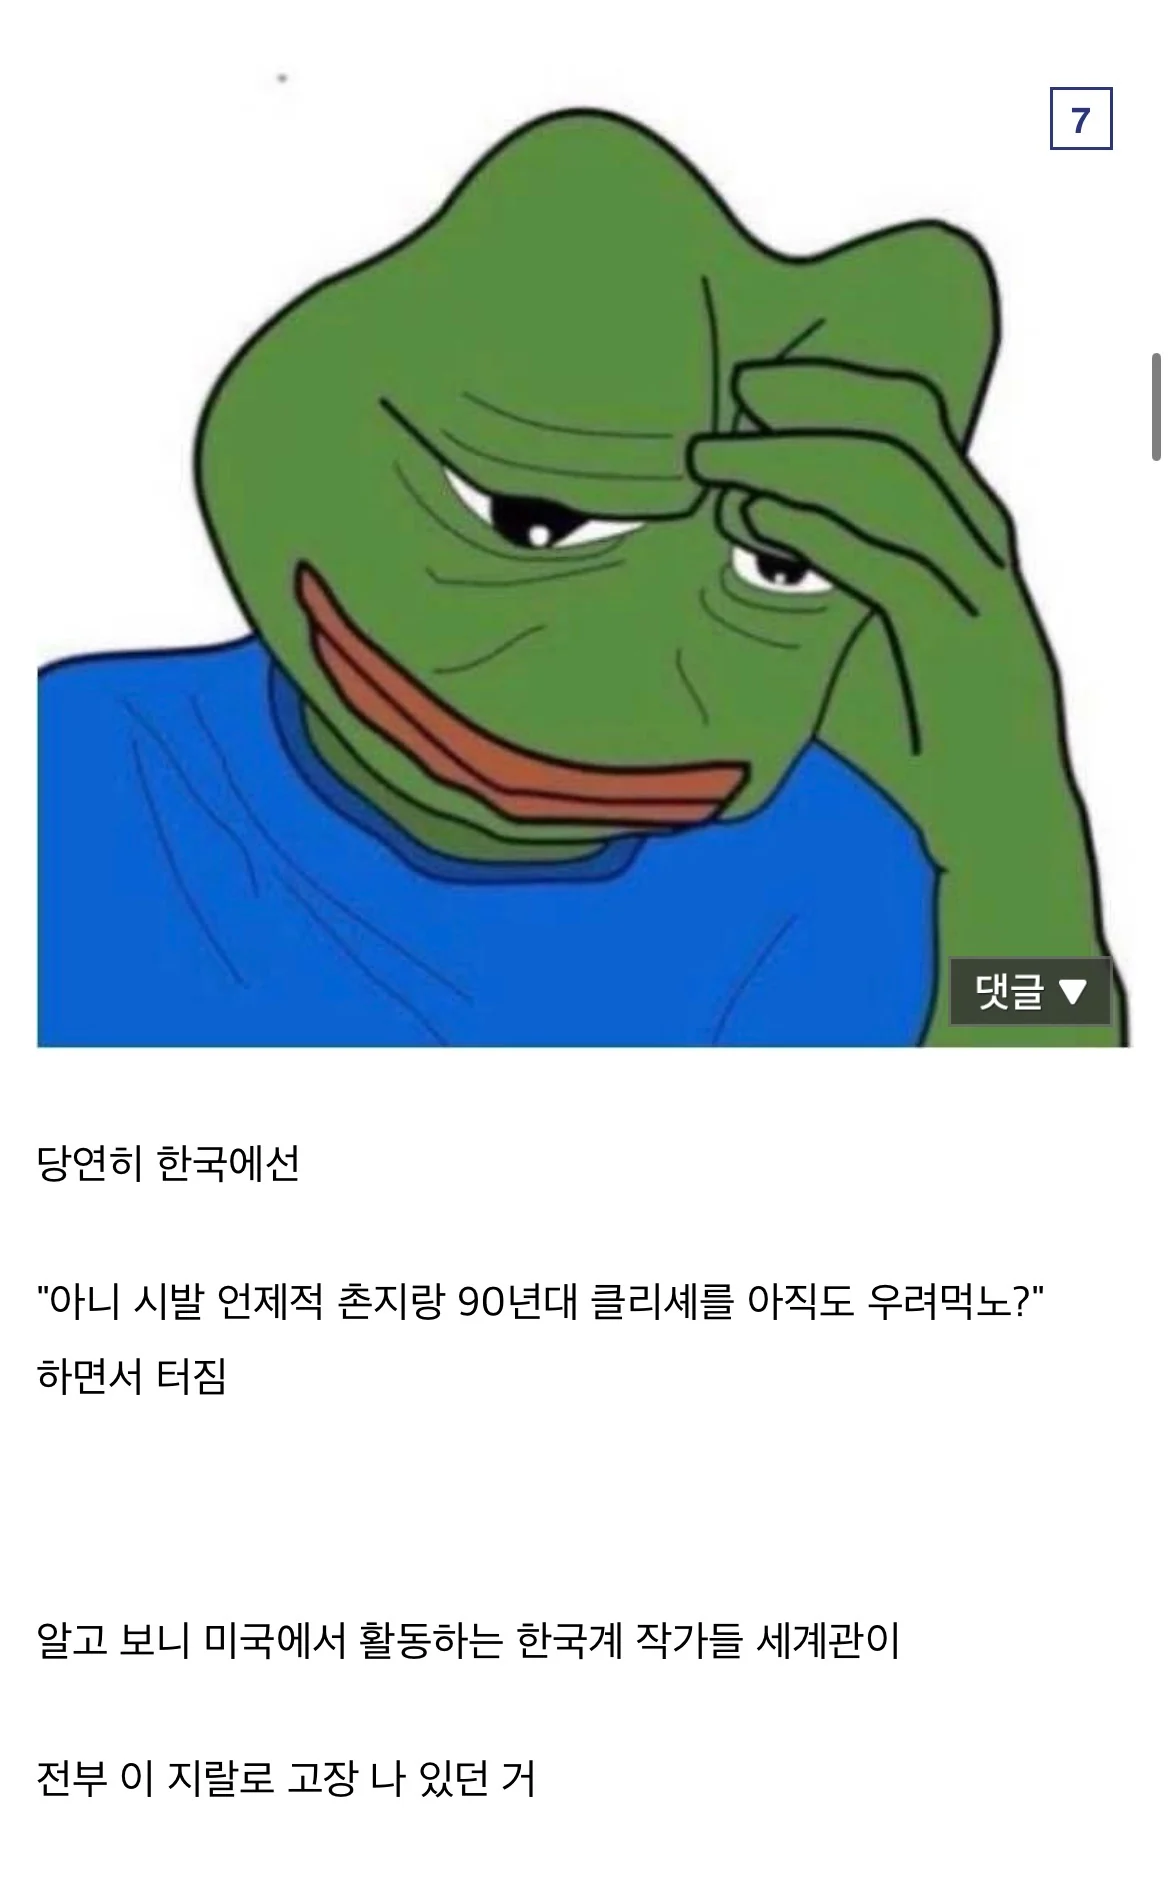 7
댓글 ▼
당연히 한국에선
"아니 시발 언제적 촌지랑 90년대 클리셰를 아직도 우려먹노?"
하면서 터짐
알고 보니 미국에서 활동하는 한국계 작가들 세계관이
전부 이 지랄로 고장 나 있던 거